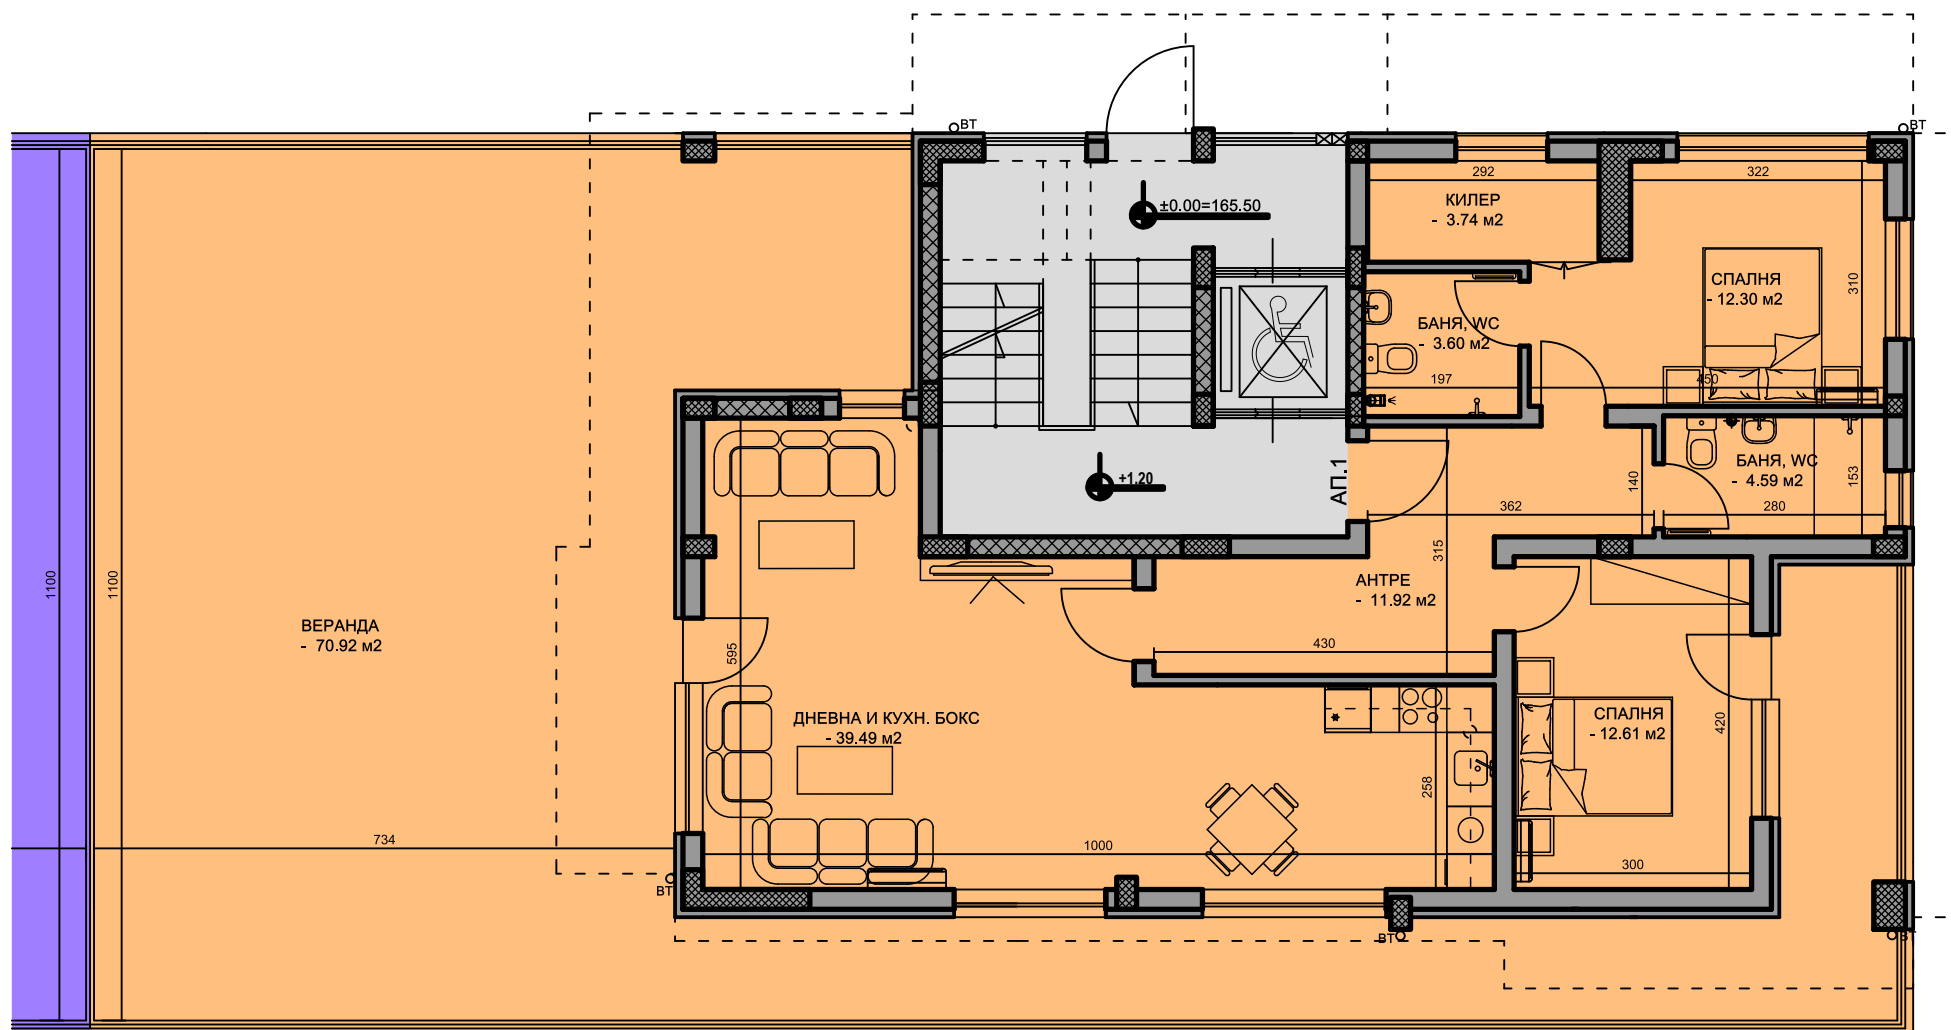 ВТ
ВТ
±0.00=165.50
292
322
КИЛЕР
- 3.74 м2
СПАЛНЯ
- 12.30 м2
310
БАНЯ, WC
- 3.60 м2
197
450
+1.20
АП.1
БАНЯ, WC
- 4.59 м2
140
153
362
280
315
1100
1100
АНТРЕ
- 11.92 м2
ВЕРАНДА
- 70.92 м2
595
430
ДНЕВНА И КУХН. БОКС
- 39.49 м2
СПАЛНЯ
- 12.61 м2
420
258
734
1000
300
ВТ
ВТ